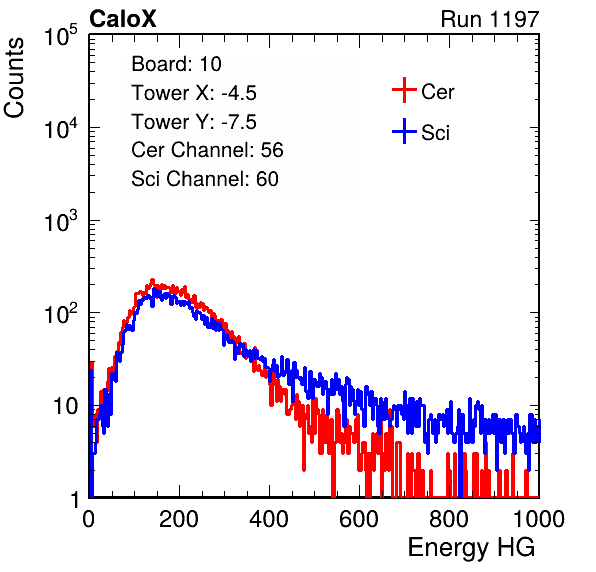 CaloX Run 1197
Counts
Board: 10
Tower X: -4.5
Tower Y: -7.5
Cer Channel: 56
Sci Channel: 60
Cer
Sci
10^5
10^4
10^3
10^2
10
1
0 200 400 600 800 1000
Energy HG